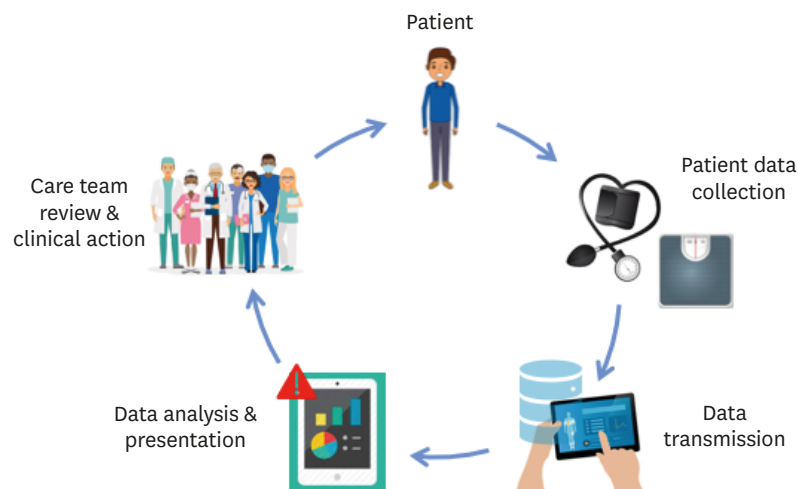 Patient
Patient data
collection
Data
transmission
Data analysis &
presentation
Care team
review &
clinical action